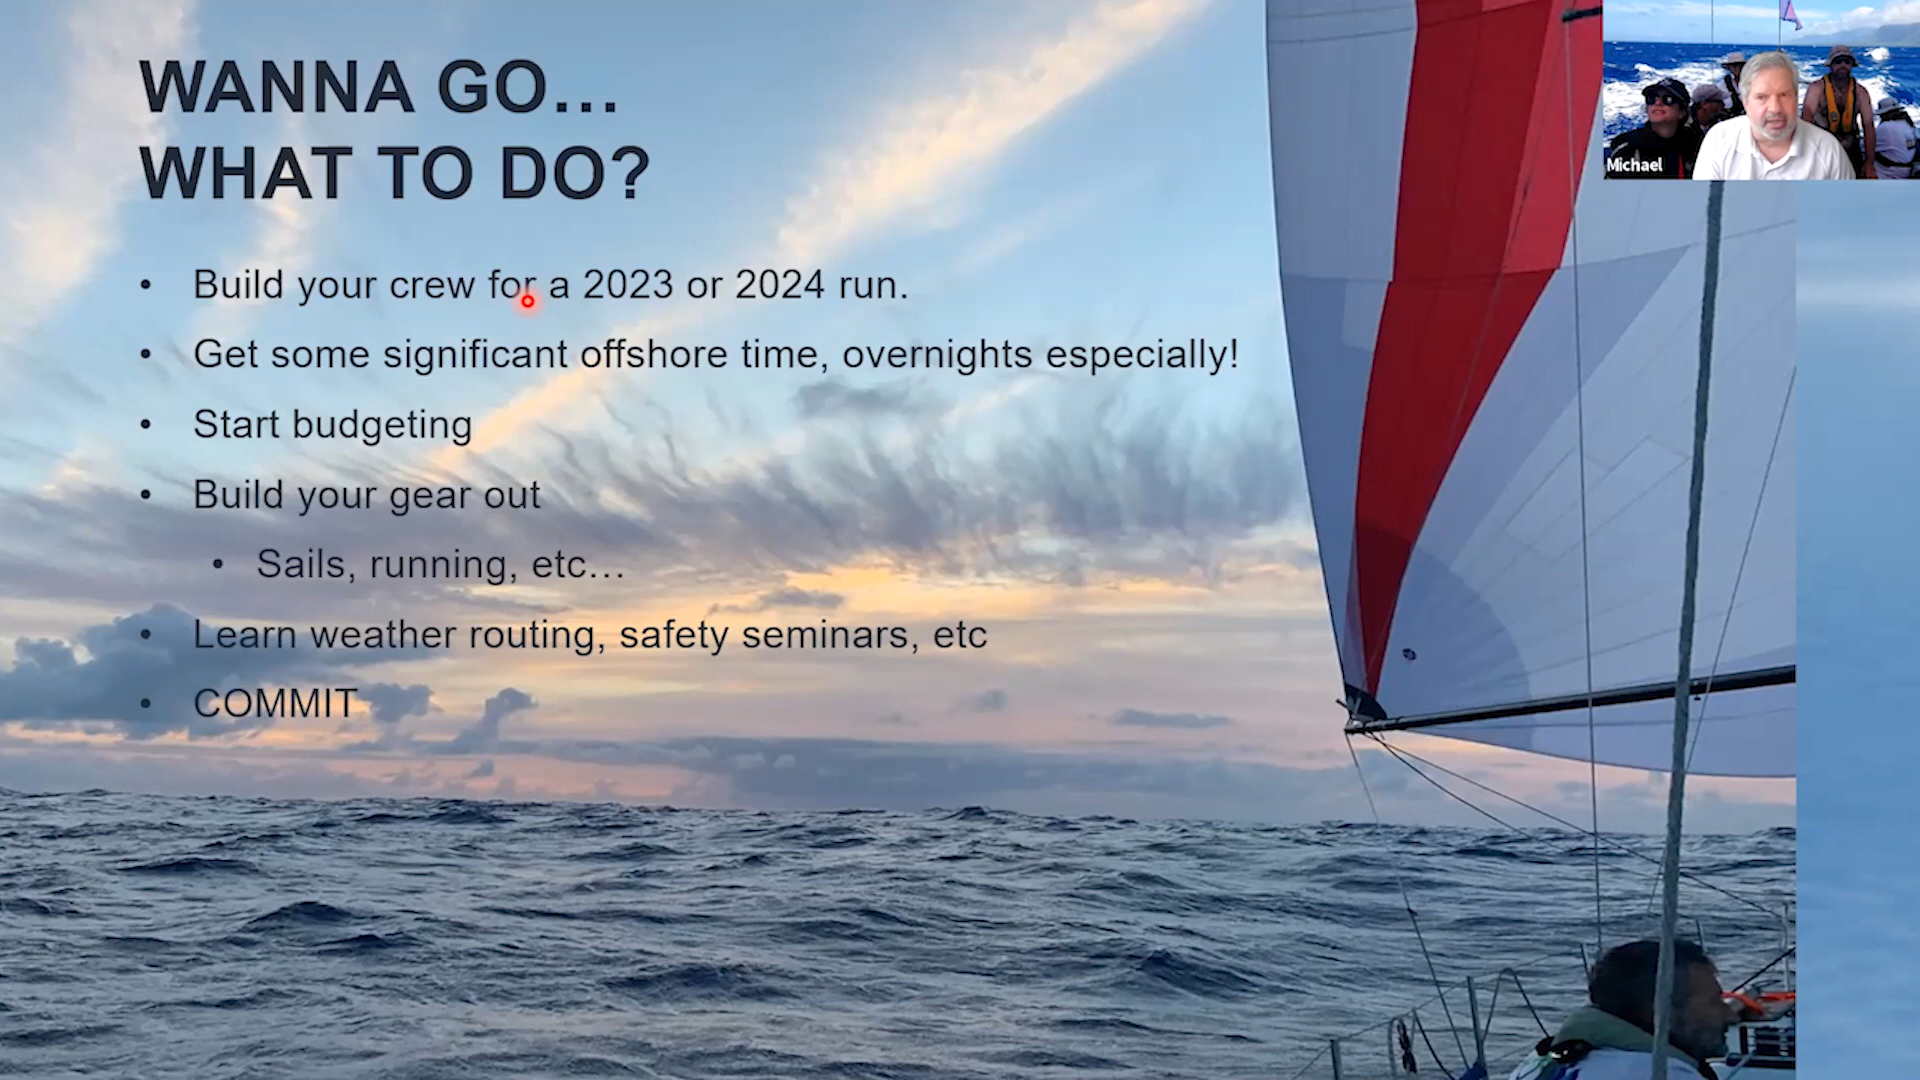 WANNA GO...
WHAT TO DO?
• Build your crew for a 2023 or 2024 run.
• Get some significant offshore time, overnights especially!
• Start budgeting
• Build your gear out
• Sails, running, etc...
• Learn weather routing, safety seminars, etc
• COMMIT
Michael